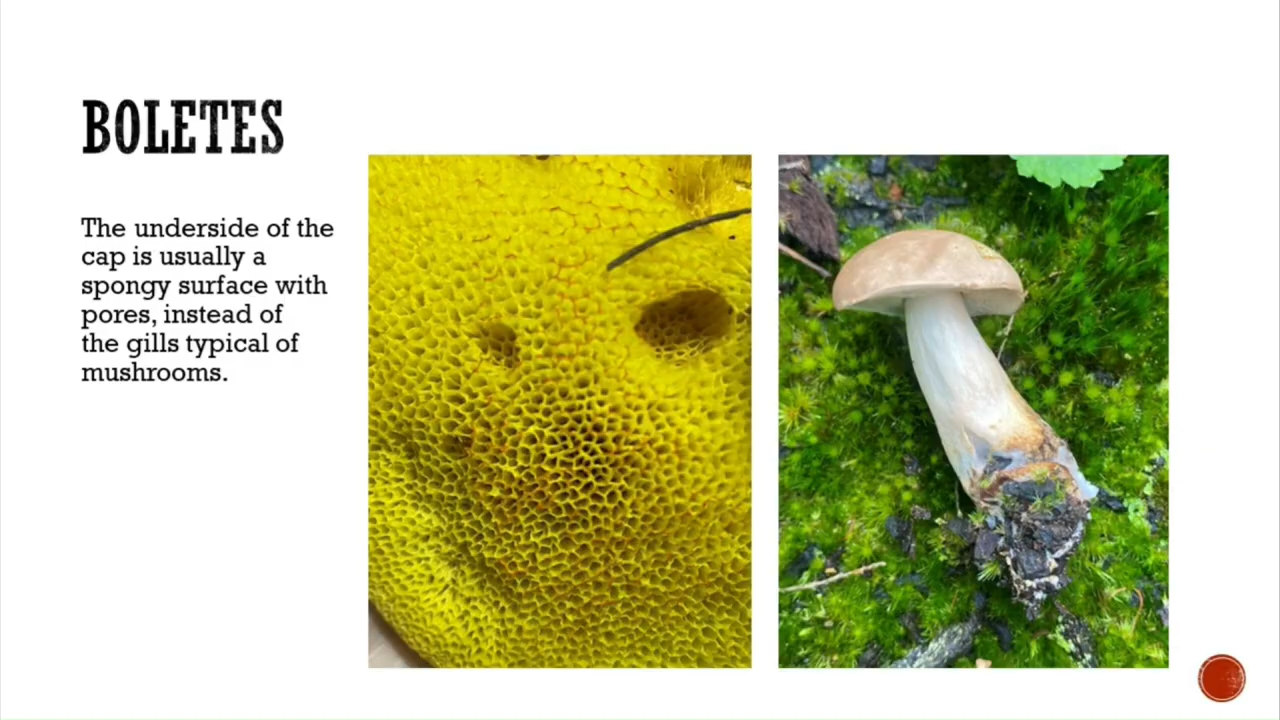 BOLETES
The underside of the
cap is usually a
spongy surface with
pores, instead of
the gills typical of
mushrooms.